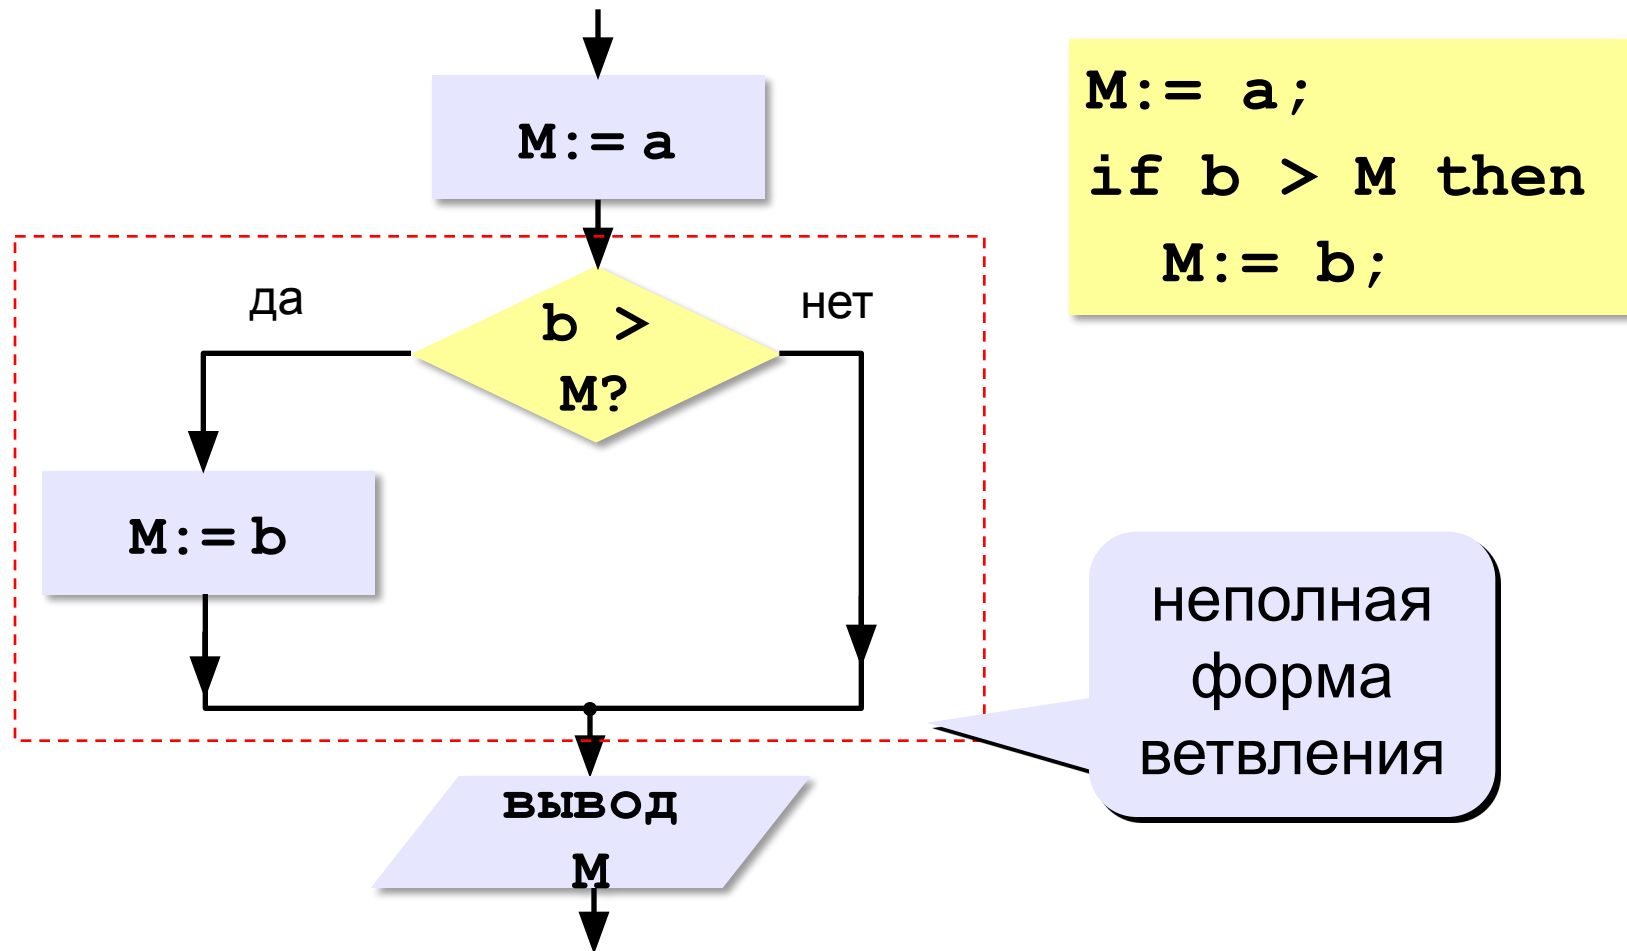 M:= a
да
нет
b >
M?
M:= b
вывод
M
M:= a;
if b > M then
M:= b;
неполная
форма
ветвления